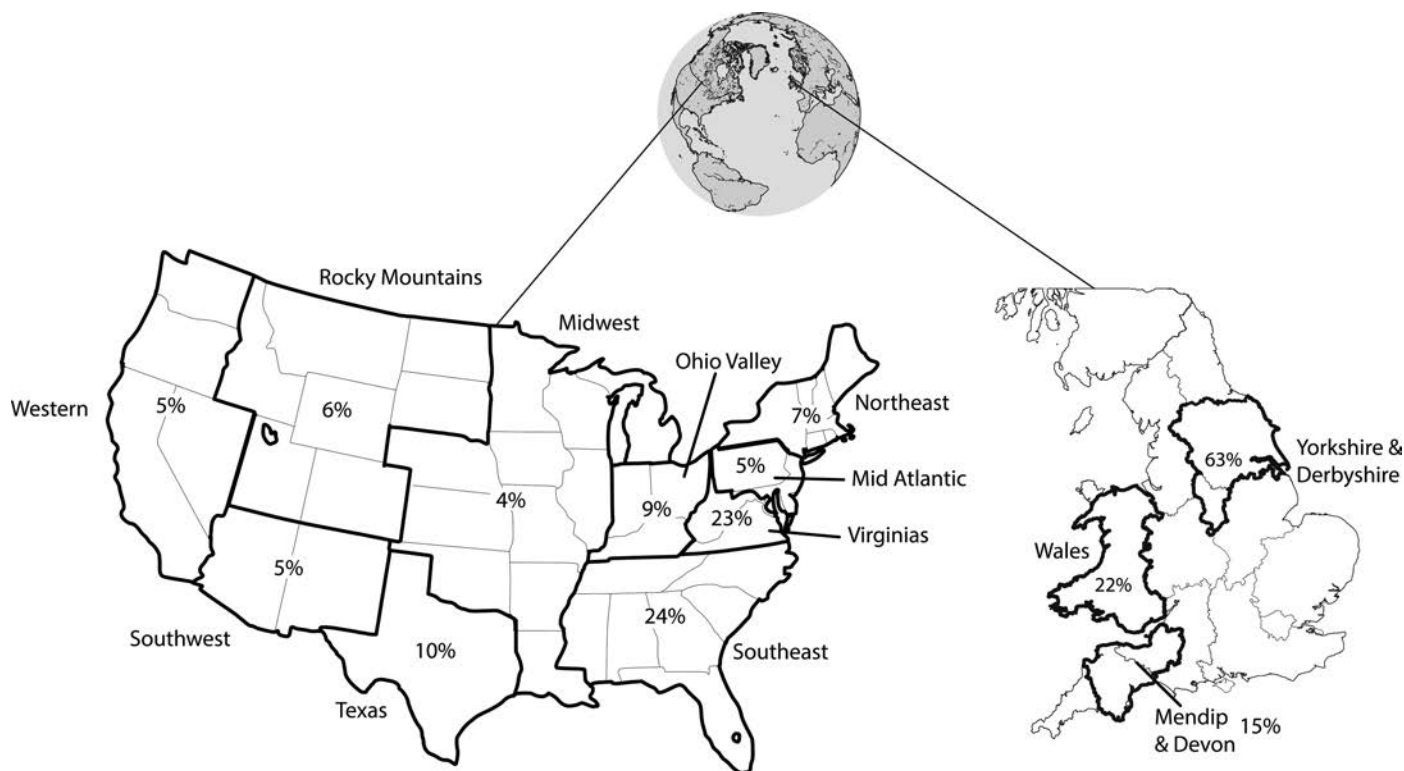 Rocky Mountains
Midwest
Ohio Valley
Western
5%
6%
7%
Northeast
Yorkshire &
Derbyshire
63%
5%
Mid Atlantic
4%
9%
23%
Virginias
Wales
22%
5%
24%
Southwest
10%
Southeast
Texas
Mendip
& Devon
15%